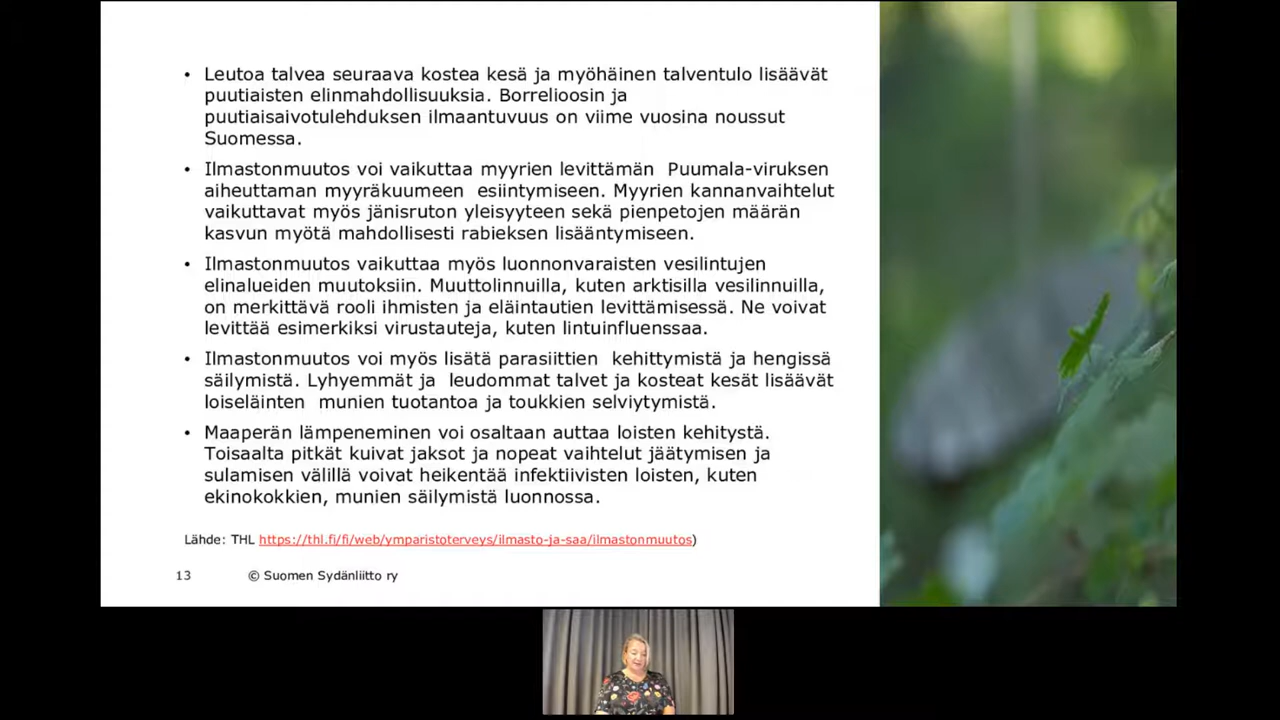 • Leutoa talvea seuraava kostea kesä ja myöhäinen talventulo lisäävät
puutiaisten elinmahdollisuuksia. Borrelioosin ja
puutiaisaivotulehduksen ilmaantuvuus on viime vuosina noussut
Suomessa.
• Ilmastonmuutos voi vaikuttaa myyrien levittämän Puumala-viruksen
aiheuttaman myyräkuumeen esiintymiseen. Myyrien kannanvaihtelut
vaikuttavat myös jänisruton yleisyyteen sekä pienpetojen määrän
kasvun myötä mahdollisesti rabieksen lisääntymiseen.
• Ilmastonmuutos vaikuttaa myös luonnonvaraisten vesilintujen
elinalueiden muutoksiin. Muuttolinnuilla, kuten arktisilla vesilinnuilla,
on merkittävä rooli ihmisten ja eläintautien levittämisessä. Ne voivat
levittää esimerkiksi virustauteja, kuten lintuinfluenssaa.
• Ilmastonmuutos voi myös lisätä parasiittien kehittymistä ja hengissä
säilymistä. Lyhyemmät ja leudommat talvet ja kosteat kesät lisäävät
loiseläinten munien tuotantoa ja toukkien selviytymistä.
• Maaperän lämpeneminen voi osaltaan auttaa loisten kehitystä.
Toisaalta pitkät kuivat jaksot ja nopeat vaihtelut jäätymisen ja
sulamisen välillä voivat heikentää infektiivisten loisten, kuten
ekinokokkien, munien säilymistä luonnossa.
Lähde: THL https://thl.fi/fi/web/ymparistoterveys/ilmasto-ja-saa/ilmastonmuutos)
13 © Suomen Sydänliitto ry